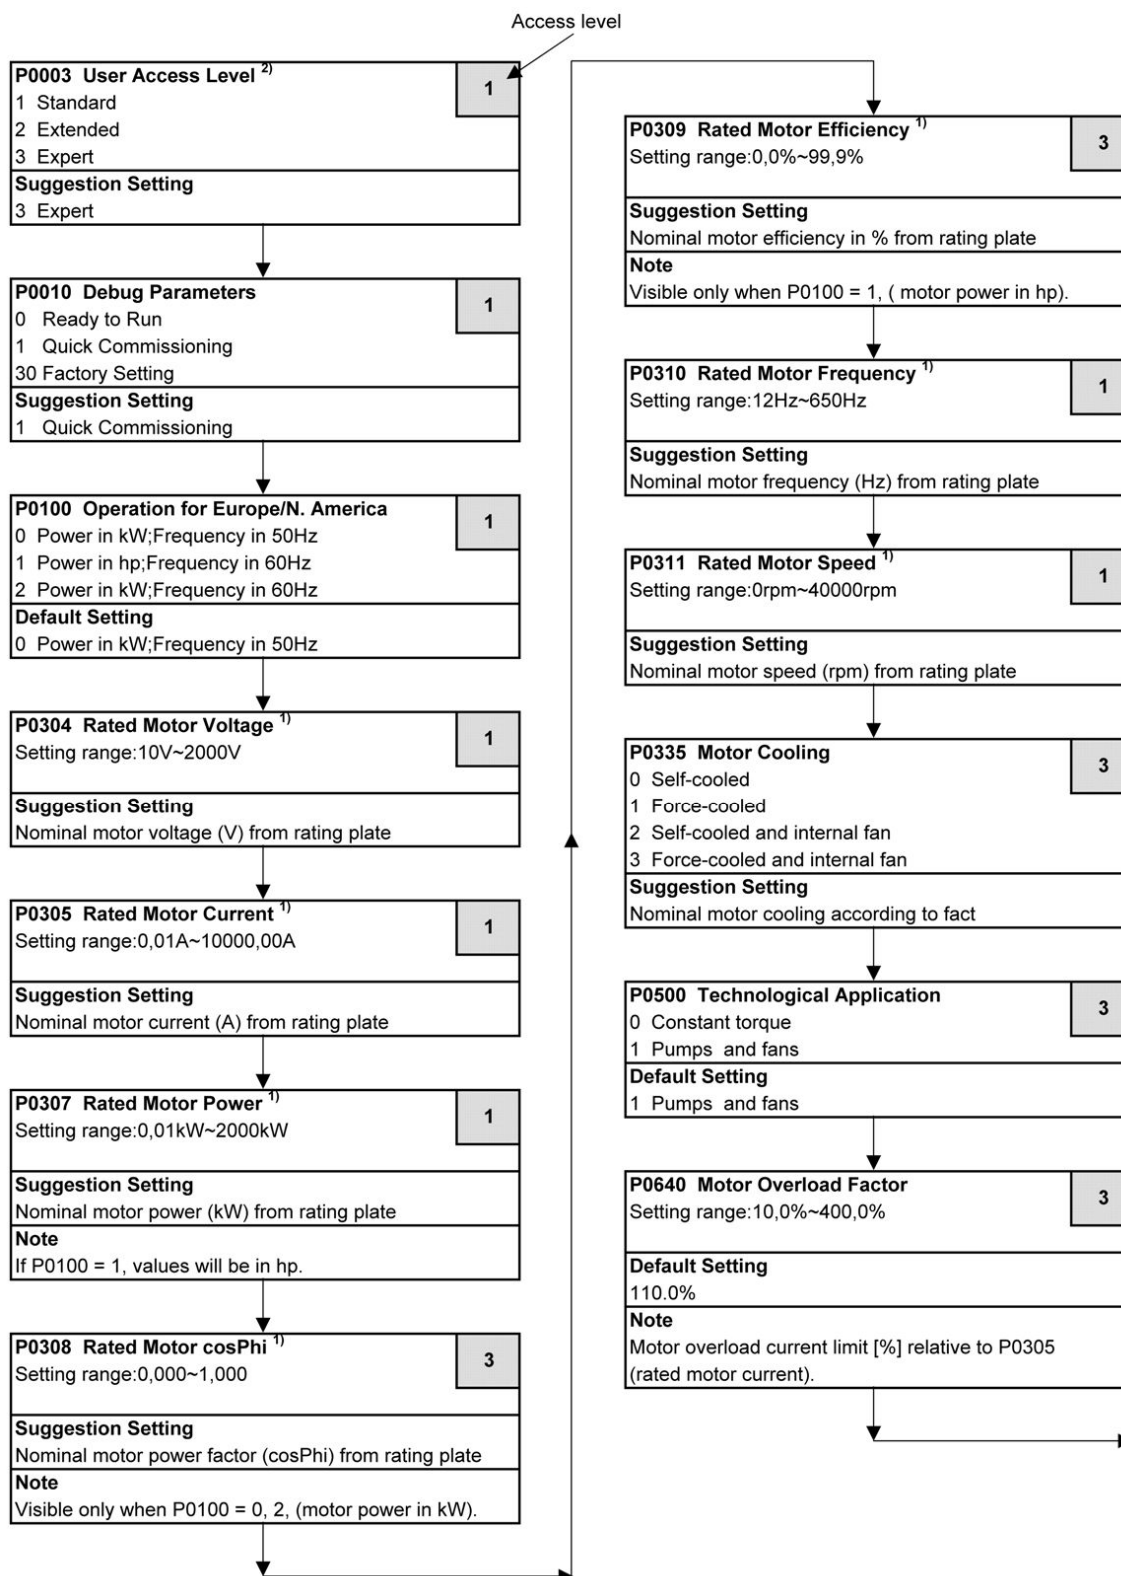 Access level
P0003 User Access Level 2)
1
1 Standard
2 Extended
3 Expert
Suggestion Setting
3 Expert
P0010 Debug Parameters
1
0 Ready to Run
1 Quick Commissioning
30 Factory Setting
Suggestion Setting
1 Quick Commissioning
P0100 Operation for Europe/N. America
1
0 Power in kW;Frequency in 50Hz
1 Power in hp;Frequency in 60Hz
2 Power in kW;Frequency in 60Hz
Default Setting
0 Power in kW;Frequency in 50Hz
P0304 Rated Motor Voltage 1)
1
Setting range:10V~2000V
Suggestion Setting
Nominal motor voltage (V) from rating plate
P0305 Rated Motor Current 1)
1
Setting range:0,01A~10000,00A
Suggestion Setting
Nominal motor current (A) from rating plate
P0307 Rated Motor Power 1)
1
Setting range:0,01kW~2000kW
Suggestion Setting
Nominal motor power (kW) from rating plate
Note
If P0100 = 1, values will be in hp.
P0308 Rated Motor cosPhi 1)
3
Setting range:0,000~1,000
Suggestion Setting
Nominal motor power factor (cosPhi) from rating plate
Note
Visible only when P0100 = 0, 2, (motor power in kW).
P0309 Rated Motor Efficiency 1)
3
Setting range:0,0%~99,9%
Suggestion Setting
Nominal motor efficiency in % from rating plate
Note
Visible only when P0100 = 1, ( motor power in hp).
P0310 Rated Motor Frequency 1)
1
Setting range:12Hz~650Hz
Suggestion Setting
Nominal motor frequency (Hz) from rating plate
P0311 Rated Motor Speed 1)
1
Setting range:0rpm~40000rpm
Suggestion Setting
Nominal motor speed (rpm) from rating plate
P0335 Motor Cooling
3
0 Self-cooled
1 Force-cooled
2 Self-cooled and internal fan
3 Force-cooled and internal fan
Suggestion Setting
Nominal motor cooling according to fact
P0500 Technological Application
3
0 Constant torque
1 Pumps and fans
Default Setting
1 Pumps and fans
P0640 Motor Overload Factor
3
Setting range:10,0%~400,0%
Default Setting
110.0%
Note
Motor overload current limit [%] relative to P0305
(rated motor current).